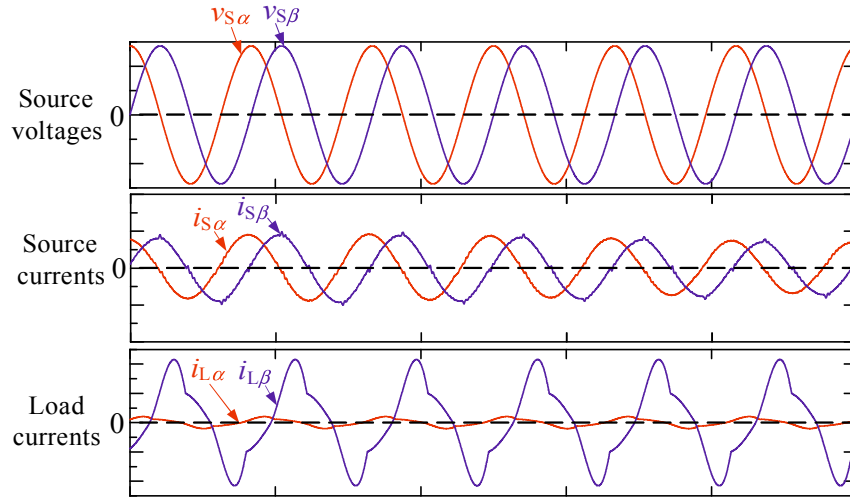 vSα vSβ
Source
voltages
0
iSα iSβ
Source
currents
0
iLα iLβ
Load
currents
0